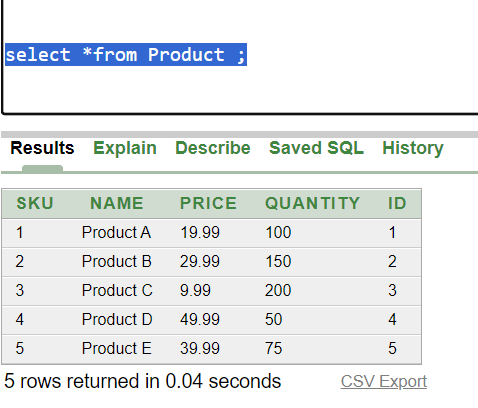 select *from Product ;
Results Explain Describe Saved SQL History
SKU NAME PRICE QUANTITY ID
1 Product A 19.99 100 1
2 Product B 29.99 150 2
3 Product C 9.99 200 3
4 Product D 49.99 50 4
5 Product E 39.99 75 5
5 rows returned in 0.04 seconds CSV Export